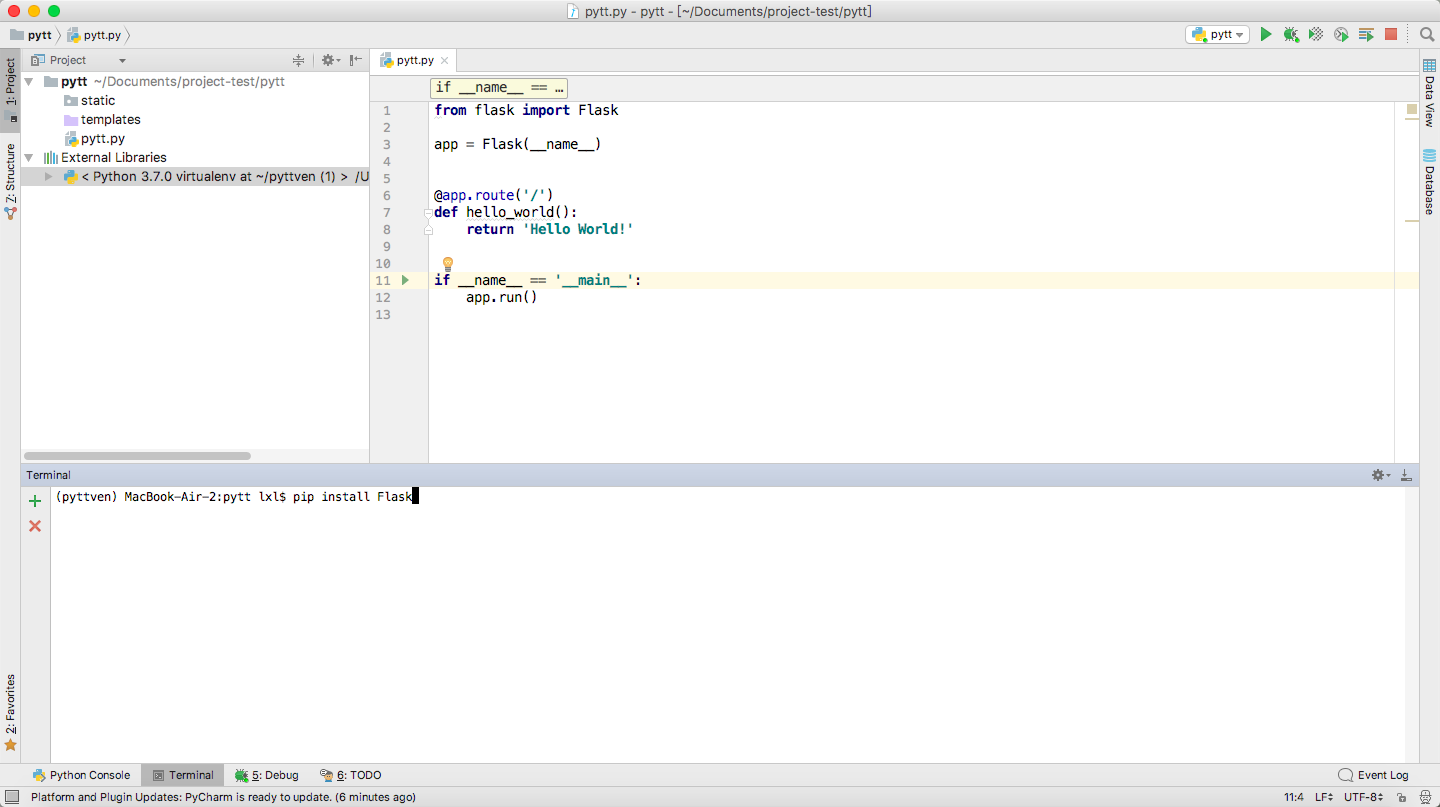 pytt.py - pytt - [~/Documents/project-test/pytt]
pytt
pytt.py
pytt
1: Project
Project
pytt ~/Documents/project-test/pytt
static
templates
pytt.py
External Libraries
< Python 3.7.0 virtualenv at ~/pyttven (1) > /U
Z: Structure
2: Favorites
pytt.py
if __name__ == …
1 from flask import Flask
2
3 app = Flask(__name__)
4
5
6 @app.route('/')
7 def hello_world():
8 return 'Hello World!'
9
10
11 if __name__ == '__main__':
12 app.run()
13
Data View
Database
Terminal
(pyttven) MacBook-Air-2:pytt lxl$ pip install Flask
Python Console
Terminal
5: Debug
6: TODO
Event Log
Platform and Plugin Updates: PyCharm is ready to update. (6 minutes ago)
11:4 LF UTF-8